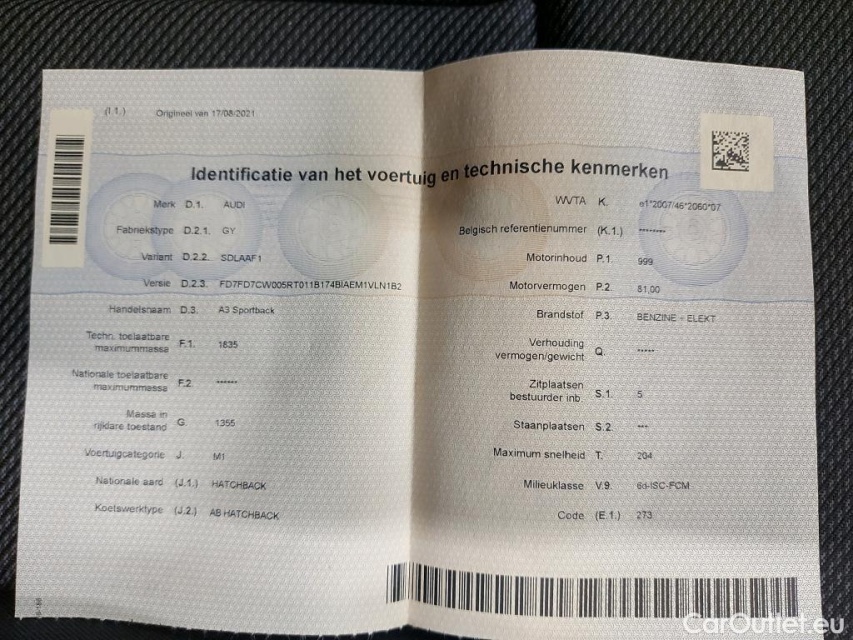 (I.1.) Origineel van 17/08/2021
Identificatie van het voertuig en technische kenmerken
Merk D.1. AUDI
Fabriekstype D.2.1. GY
Variant D.2.2. SDLAAF1
Versie D.2.3. FD7FD7CW005RT011B174BIAEM1VLN1B2
Handelsnaam D.3. A3 Sportback
Techn. toelaatbare
maximummassa F.1. 1835
Nationale toelaatbare
maximummassa F.2. ******
Massa in
rijklare toestand G. 1355
Voertuigcategorie J. M1
Nationale aard (J.1.) HATCHBACK
Koetswerktype (J.2.) AB HATCHBACK
WVTA K. e1*2007/46*2060*07
Belgisch referentienummer (K.1.) ********
Motorinhoud P.1. 999
Motorvermogen P.2. 81,00
Brandstof P.3. BENZINE + ELEKT
Verhouding
vermogen/gewicht Q. *****
Zitplaatsen
bestuurder inb. S.1. 5
Staanplaatsen S.2. ***
Maximum snelheid T. 204
Milieuklasse V.9. 6d-ISC-FCM
Code (E.1.) 273
CarOutlet.eu